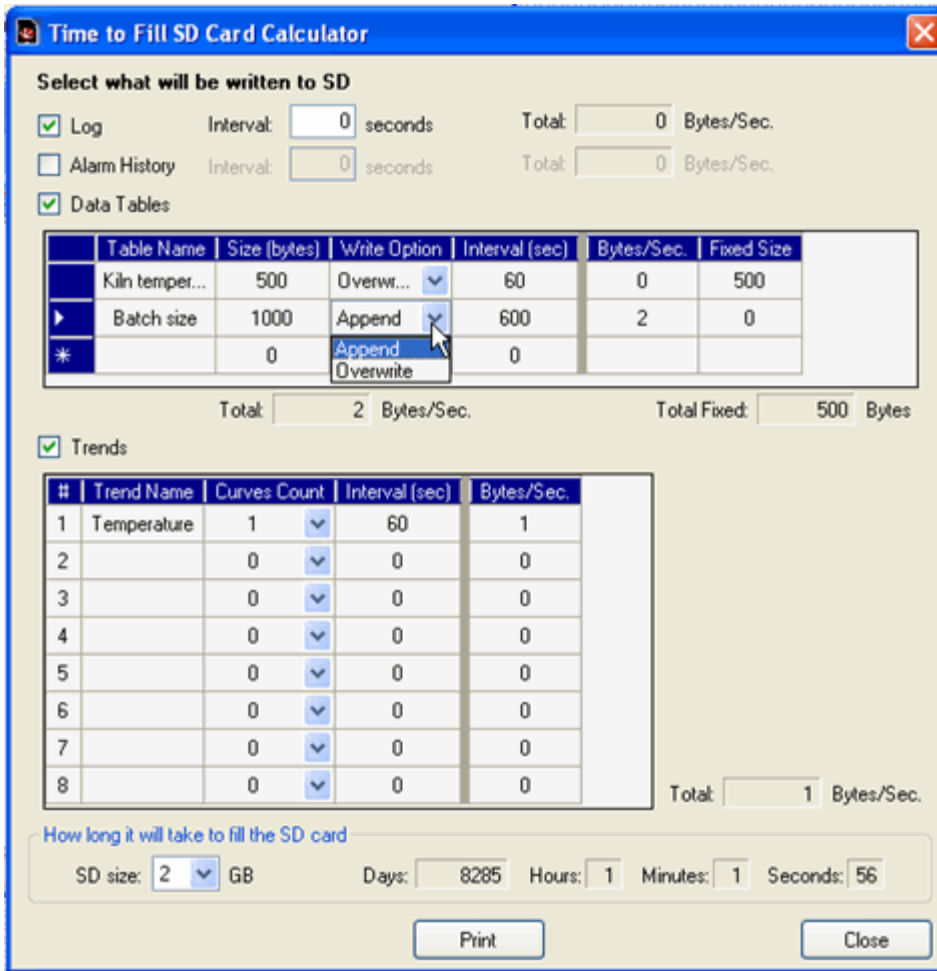 Time to Fill SD Card Calculator
Select what will be written to SD
Log Interval: 0 seconds Total: 0 Bytes/Sec.
Alarm History Interval: 0 seconds Total: 0 Bytes/Sec.
Data Tables
Table Name Size (bytes) Write Option Interval (sec) Bytes/Sec. Fixed Size
Kiln temper... 500 Overwr... 60 0 500
Batch size 1000 Append 600 2 0
* 0 Append 0
Overwrite
Total: 2 Bytes/Sec. Total Fixed: 500 Bytes
Trends
# Trend Name Curves Count Interval (sec) Bytes/Sec.
1 Temperature 1 60 1
2 0 0 0
3 0 0 0
4 0 0 0
5 0 0 0
6 0 0 0
7 0 0 0
8 0 0 0
Total: 1 Bytes/Sec.
How long it will take to fill the SD card
SD size: 2 GB Days: 8285 Hours: 1 Minutes: 1 Seconds: 56
Print Close